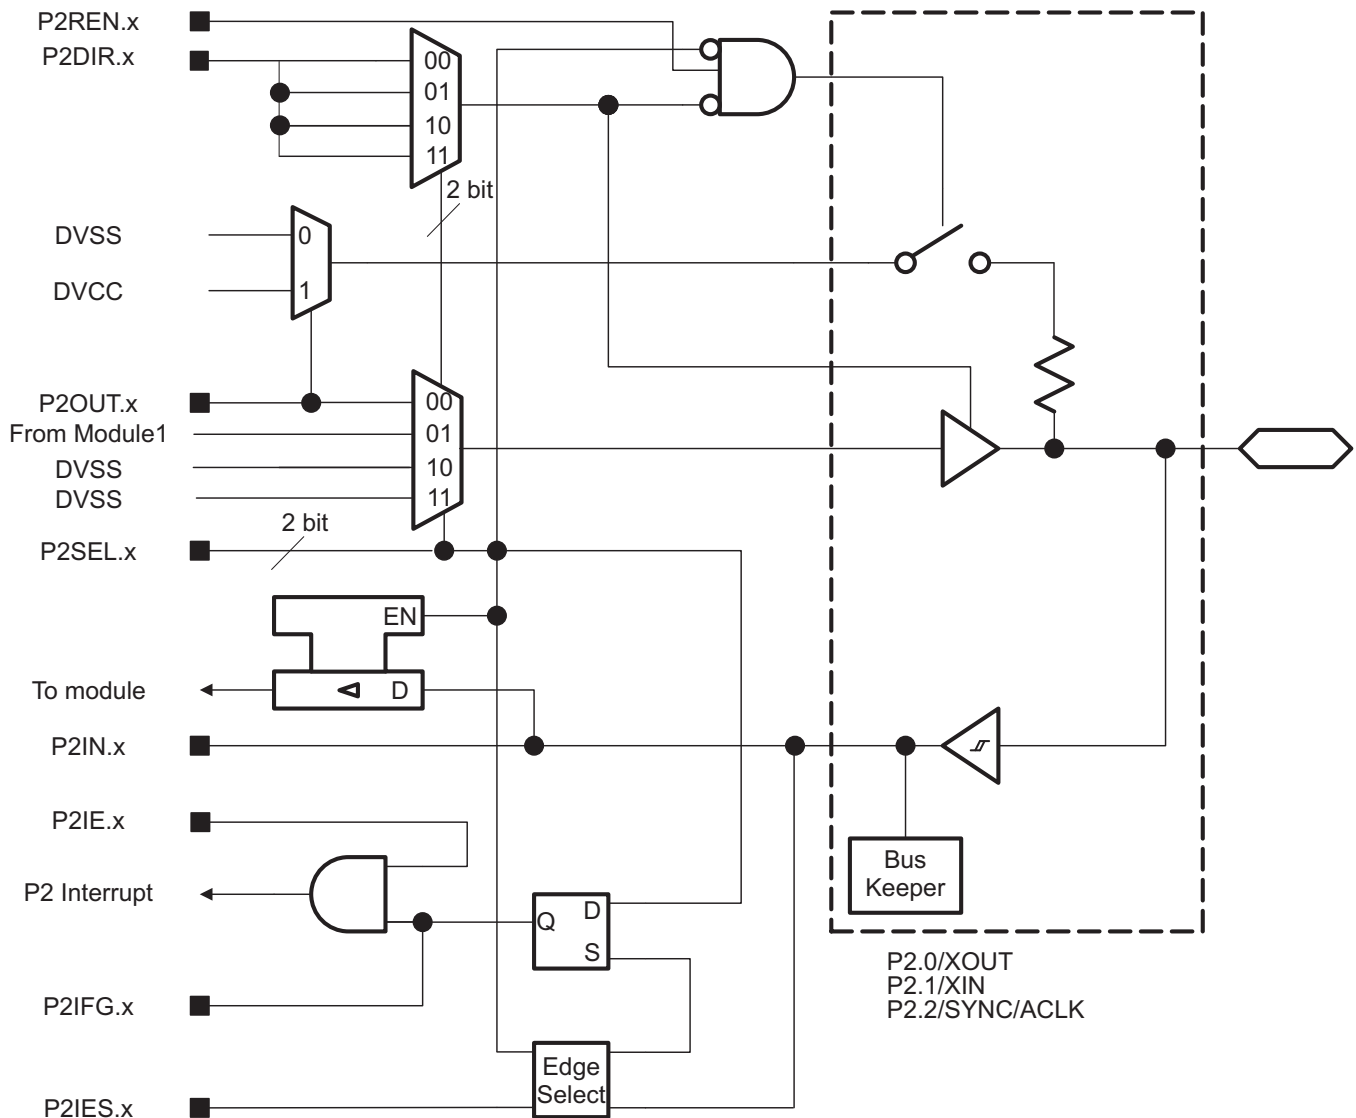 P2REN.x
P2DIR.x
00
01
10
11
2 bit
DVSS
0
DVCC
1
P2OUT.x
00
From Module1
01
DVSS
10
DVSS
11
2 bit
P2SEL.x
EN
To module
D
P2IN.x
P2IE.x
Bus
Keeper
P2 Interrupt
Q
D
S
P2.0/XOUT
P2.1/XIN
P2.2/SYNC/ACLK
P2IFG.x
Edge
Select
P2IES.x